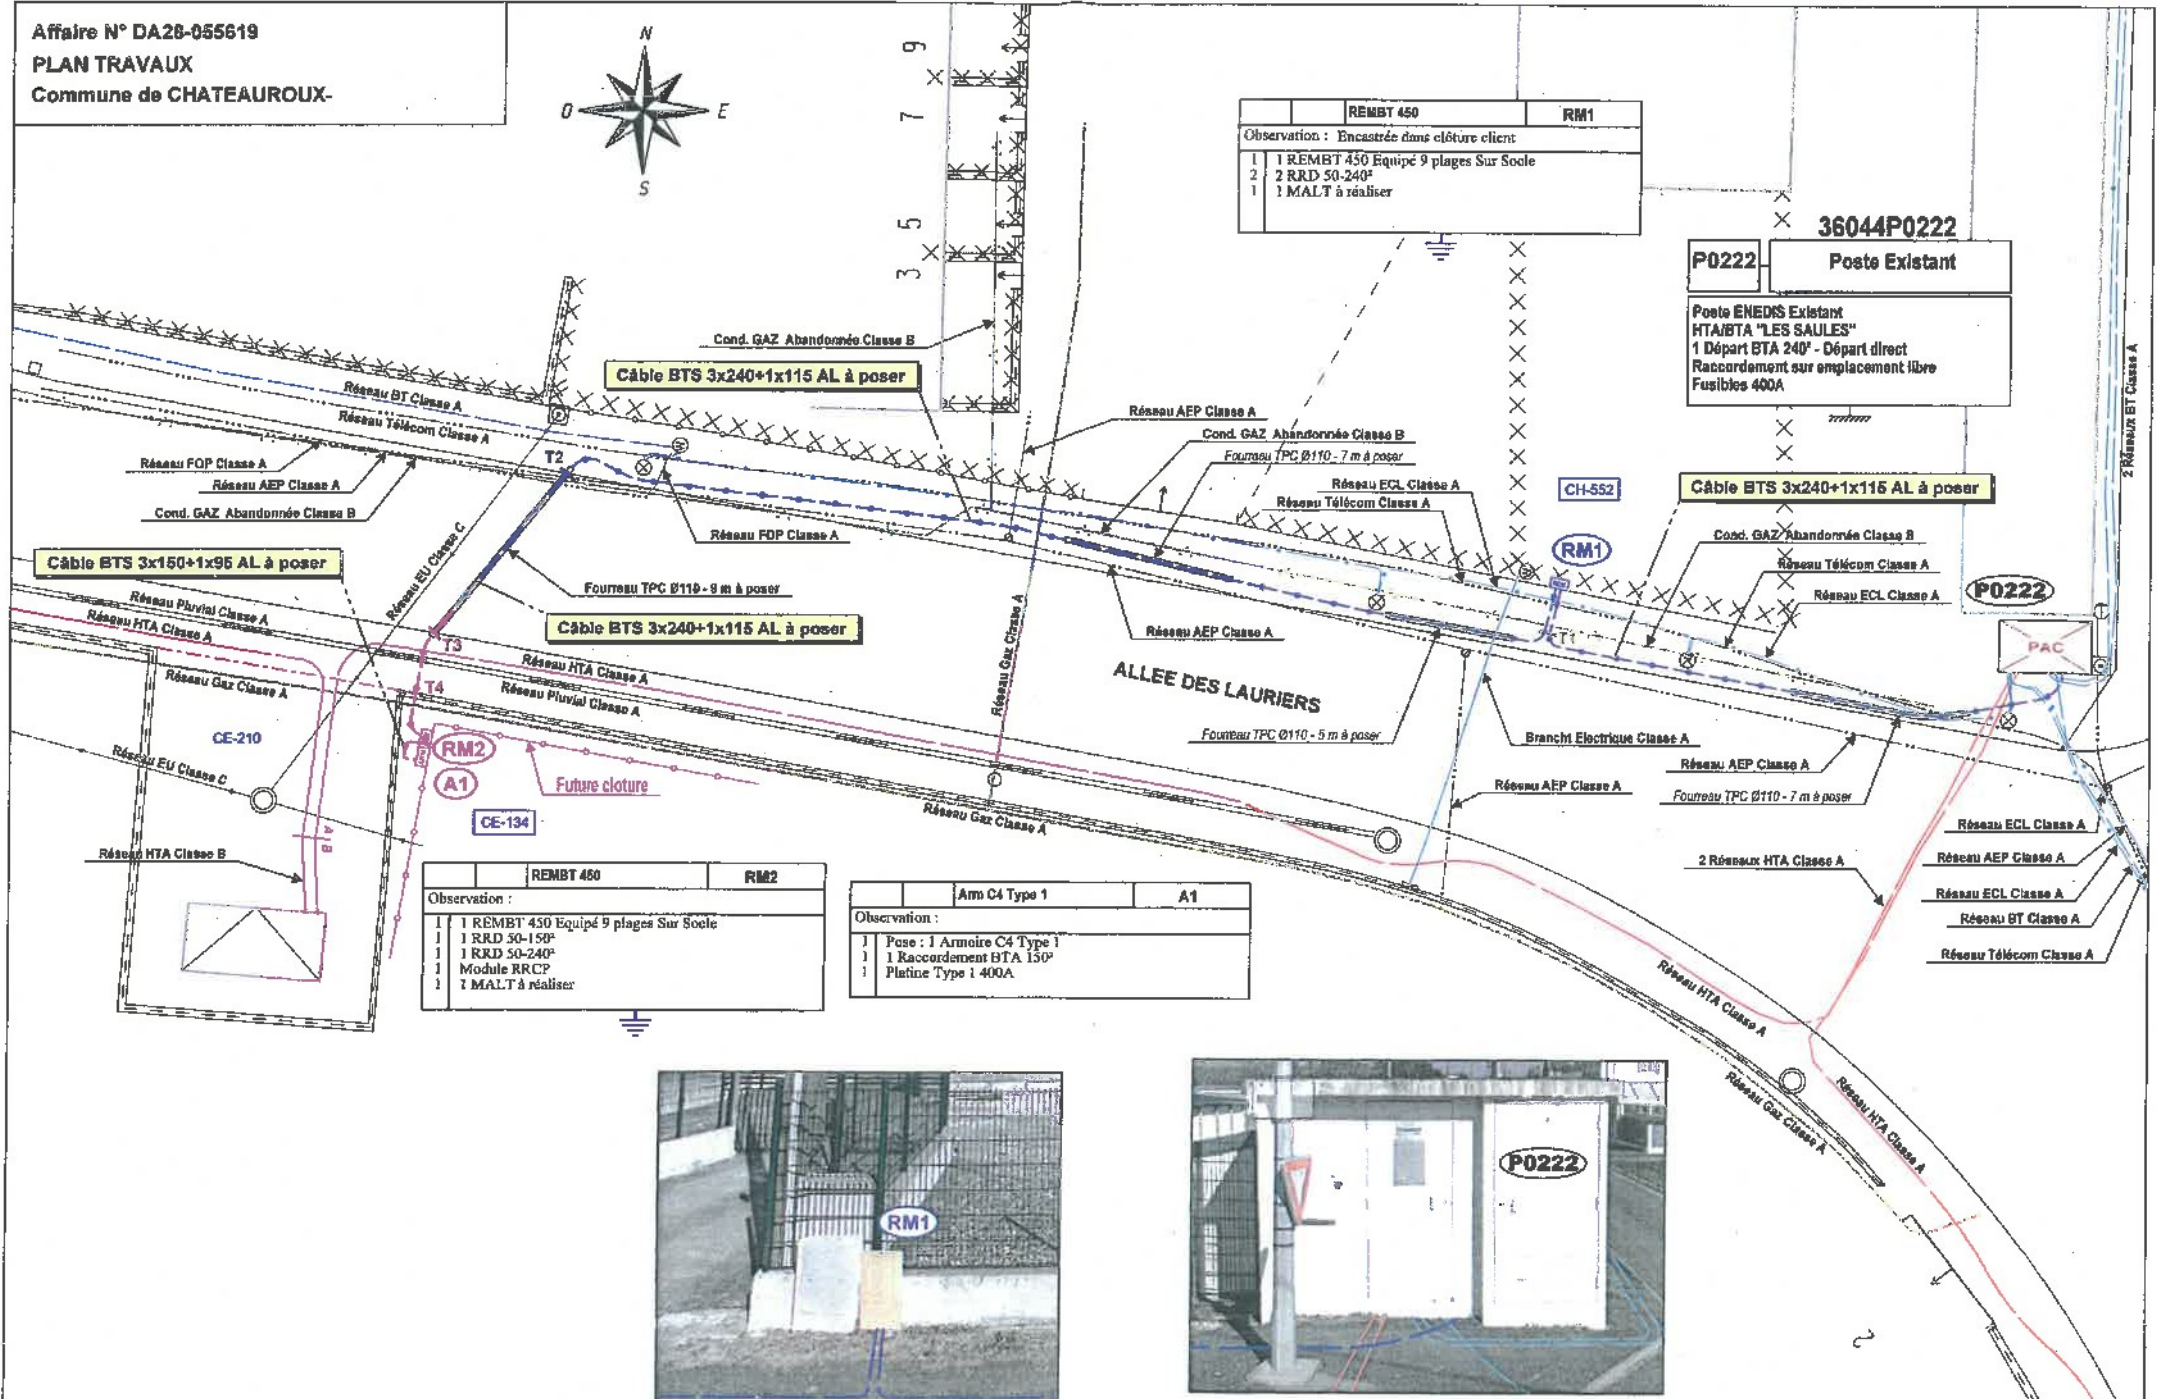 Affaire N° DA28-055619
PLAN TRAVAUX
Commune de CHATEAUROUX-
N
O
E
S
9
7
5
3
REMBT 450
RM1
Observation : Encastrée dans clôture client
1 1 REMBT 450 Equipé 9 plages Sur Socle
2 2 RRD 50-240²
1 1 MALT à réaliser
36044P0222
P0222
Poste Existant
Poste ENEDIS Existant
HTA/BTA "LES SAULES"
1 Départ BTA 240² - Départ direct
Raccordement sur emplacement libre
Fusibles 400A
2 Réseaux BT Classe A
Cond. GAZ Abandonnée Classe B
Câble BTS 3x240+1x115 AL à poser
Réseau BT Classe A
Réseau Télécom Classe A
Réseau FOP Classe A
Réseau AEP Classe A
Cond. GAZ Abandonnée Classe B
T2
Réseau EU Classe C
Réseau FOP Classe A
Réseau AEP Classe A
Cond. GAZ Abandonnée Classe B
Fourreau TPC Ø110 - 7 m à poser
Réseau ECL Classe A
Réseau Télécom Classe A
CH-552
Câble BTS 3x240+1x115 AL à poser
RM1
Cond. GAZ Abandonnée Classe B
Réseau Télécom Classe A
Réseau ECL Classe A
P0222
PAC
Câble BTS 3x150+1x95 AL à poser
Fourreau TPC Ø110 - 9 m à poser
Câble BTS 3x240+1x115 AL à poser
Réseau Pluvial Classe A
Réseau HTA Classe A
Réseau Gaz Classe A
T3
T4
Réseau HTA Classe A
Réseau Pluvial Classe A
Réseau Gaz Classe A
Réseau AEP Classe A
T1
ALLEE DES LAURIERS
Fourreau TPC Ø110 - 5 m à poser
Brancht Electrique Classe A
Réseau AEP Classe A
Réseau AEP Classe A
Fourreau TPC Ø110 - 7 m à poser
CE-210
Réseau EU Classe C
RM2
A1
Future cloture
CE-134
Réseau Gaz Classe A
A
B
Réseau HTA Classe B
2 Réseaux HTA Classe A
Réseau ECL Classe A
Réseau AEP Classe A
Réseau ECL Classe A
Réseau BT Classe A
Réseau Télécom Classe A
REMBT 450
RM2
Observation :
1 1 REMBT 450 Equipé 9 plages Sur Socle
1 1 RRD 50-150²
1 1 RRD 50-240²
1 Module RRCP
1 1 MALT à réaliser
Arm C4 Type 1
A1
Observation :
1 Pose : 1 Armoire C4 Type 1
1 1 Raccordement BTA 150²
1 Platine Type 1 400A
Réseau HTA Classe A
Réseau Gaz Classe A
Réseau HTA Classe A
RM1
P0222
2